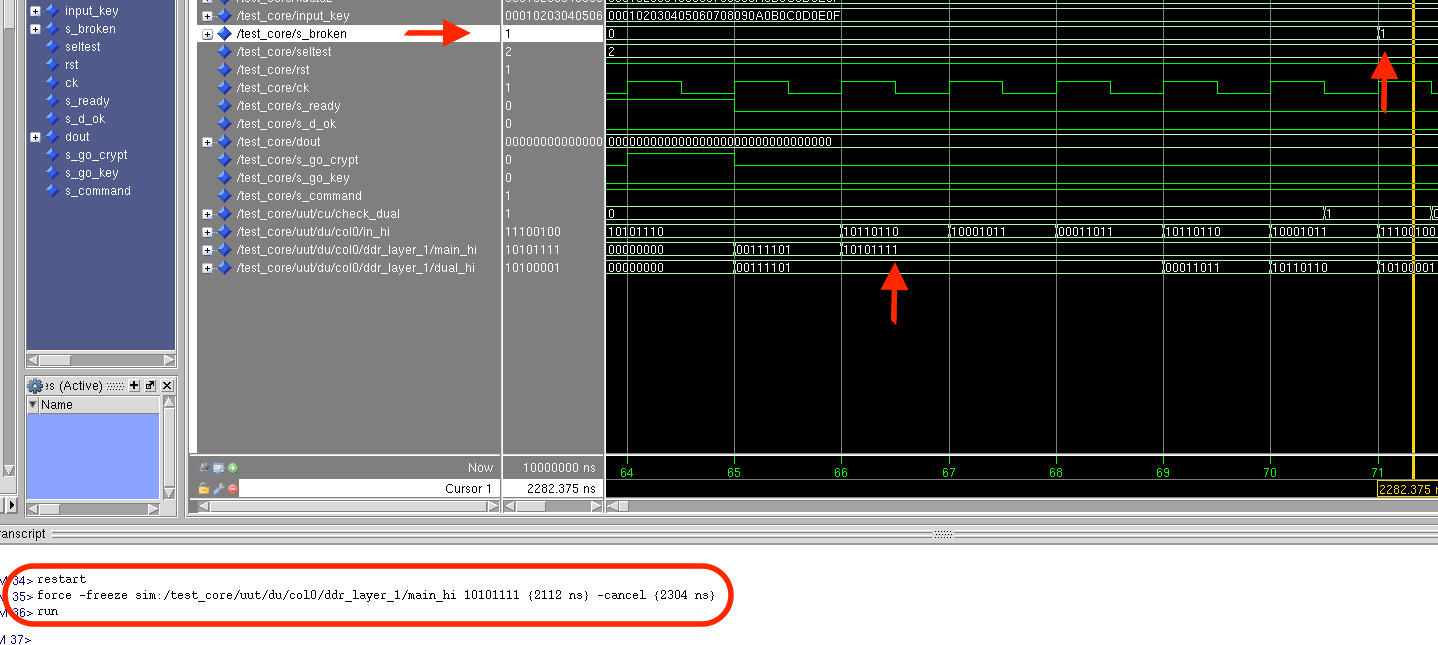 input_key
s_broken
seltest
rst
ck
s_ready
s_d_ok
dout
s_go_crypt
s_go_key
s_command
es (Active)
Name
/test_core/input_key 00010203040506 000102030405060708090A0B0C0D0E0F
/test_core/s_broken 1 0 1
/test_core/seltest 2 2
/test_core/rst 1
/test_core/ck 1
/test_core/s_ready 0
/test_core/s_d_ok 0
/test_core/dout 00000000000000 00000000000000000000000000000000
/test_core/s_go_crypt 0
/test_core/s_go_key 0
/test_core/s_command 1
/test_core/uut/cu/check_dual 1 0 1 0
/test_core/uut/du/col0/in_hi 11100100 10101110 10110110 10001011 00011011 10110110 10001011 11100100
/test_core/uut/du/col0/ddr_layer_1/main_hi 10101111 00000000 00111101 10101111
/test_core/uut/du/col0/ddr_layer_1/dual_hi 10100001 00000000 00111101 00011011 10110110 10100001
Now 10000000 ns 64 65 66 67 68 69 70 71
Cursor 1 2282.375 ns 2282.375 n
ranscript
M 34> restart
M 35> force -freeze sim:/test_core/uut/du/col0/ddr_layer_1/main_hi 10101111 {2112 ns} -cancel {2304 ns}
M 36> run
M 37>